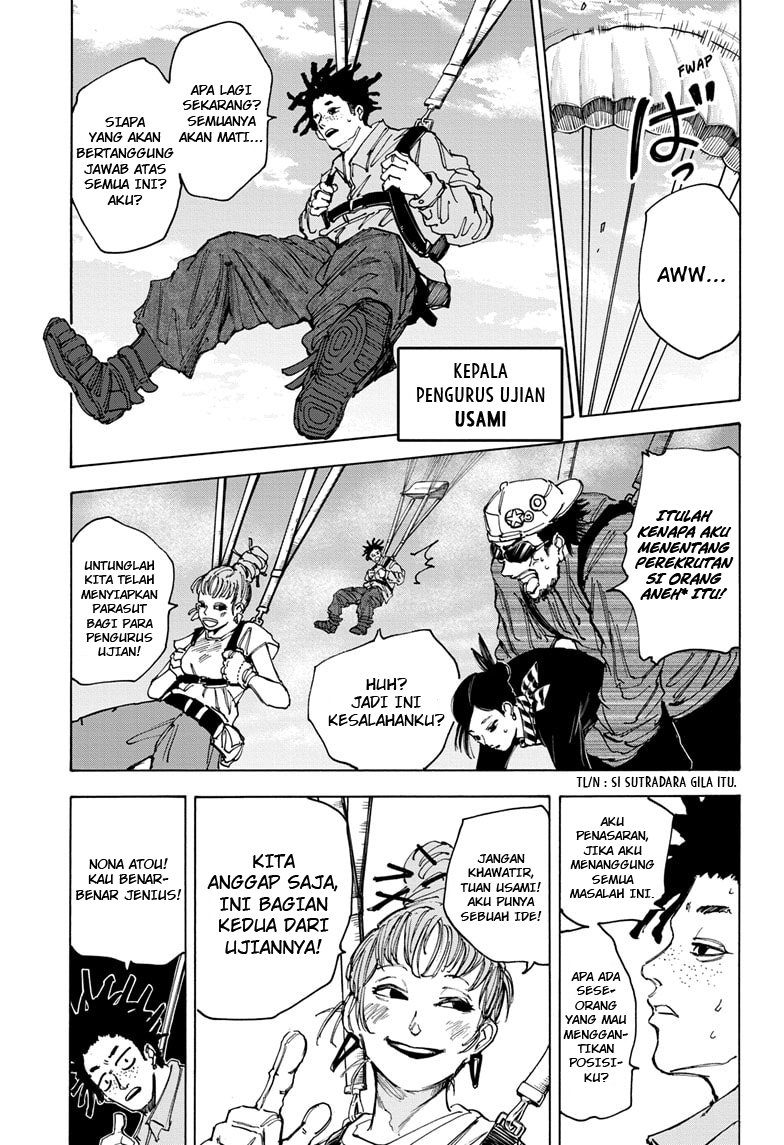 FWAP
ばっ
AWW...
APA LAGI
SEKARANG?
SEMUANYA
AKAN MATI...
SIAPA
YANG AKAN
BERTANGGUNG
JAWAB ATAS
SEMUA INI?
AKU?
KEPALA
PENGURUS UJIAN
USAMI
ITULAH
KENAPA AKU
MENENTANG
PEREKRUTAN
SI ORANG
ANEH* ITU!
HUH?
JADI INI
KESALAHANKU?
UNTUNGLAH
KITA TELAH
MENYIAPKAN
PARASUT
BAGI PARA
PENGURUS
UJIAN!
TL/N : SI SUTRADARA GILA ITU.
AKU
PENASARAN,
JIKA AKU
MENANGGUNG
SEMUA
MASALAH INI.
APA ADA
SESE-
ORANG
YANG MAU
MENGGAN-
TIKAN
POSISI-
KU?
JANGAN
KHAWATIR,
TUAN USAMI!
AKU PUNYA
SEBUAH IDE!
KITA
ANGGAP SAJA,
INI BAGIAN
KEDUA DARI
UJIANNYA!
NONA ATOU!
KAU BENAR-
BENAR JENIUS!